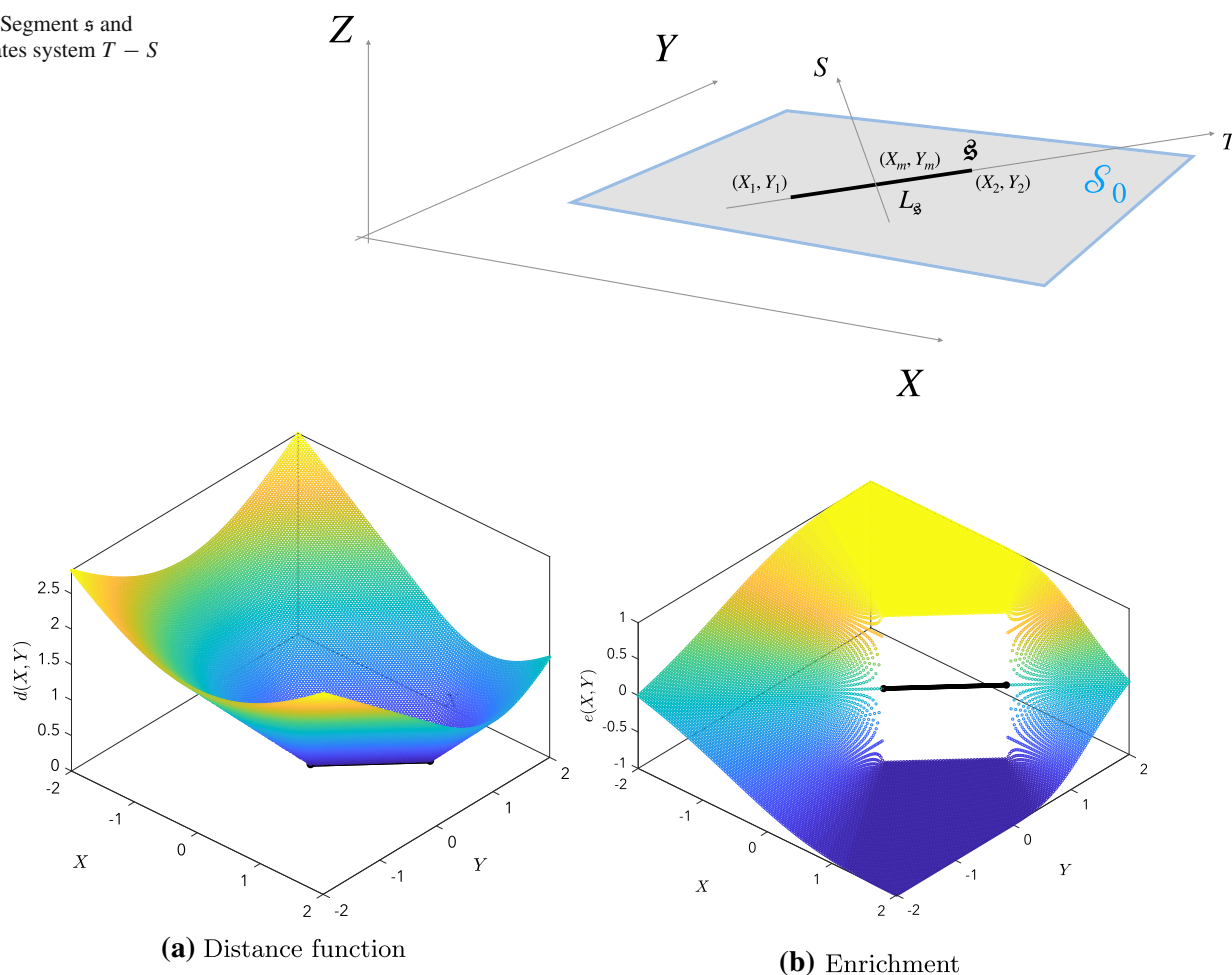 Segment 𝔰 and
tes system T − S
Z
Y
S
T
(X_m, Y_m)
𝔰
(X_1, Y_1)
(X_2, Y_2)
L_𝔰
𝒮_0
X
2.5
2
1.5
1
0.5
0
d(X, Y)
-2
-1
0
1
2
X
-2
-1
0
1
2
Y
1
0.5
0
-0.5
-1
e(X, Y)
-2
-1
0
1
2
X
-2
-1
0
1
2
Y
(a) Distance function
(b) Enrichment